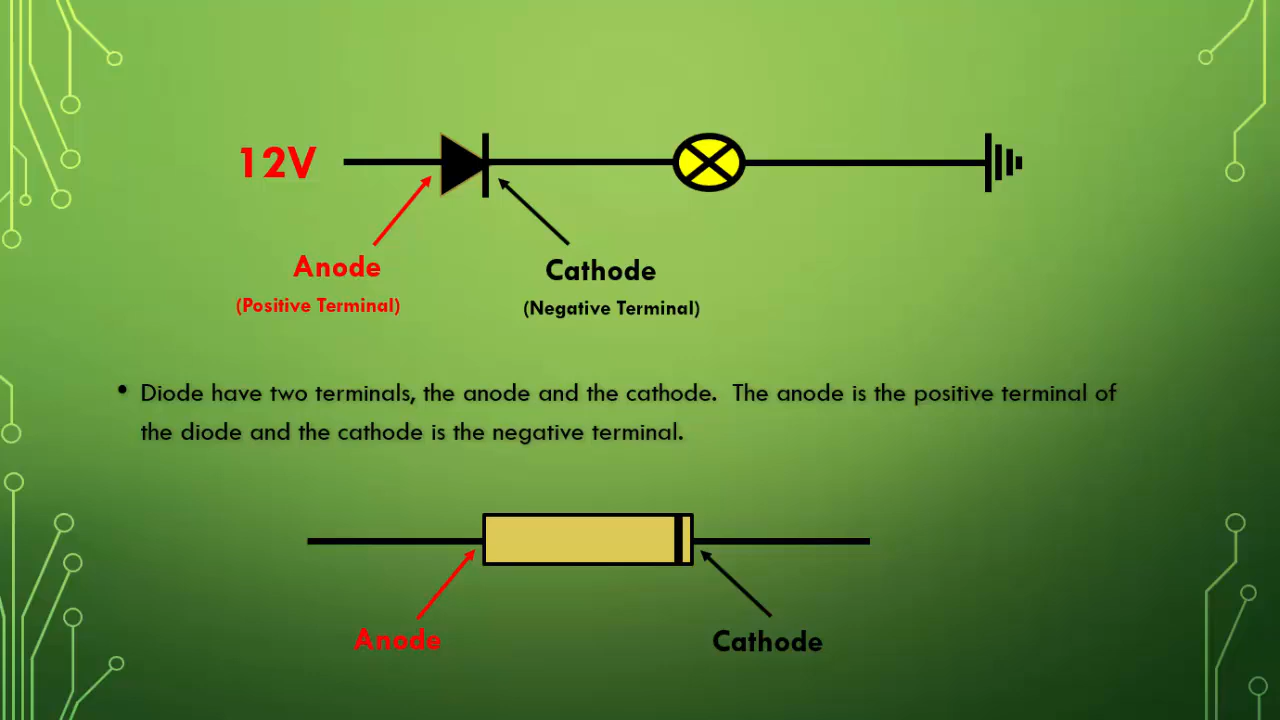 12V
Anode
(Positive Terminal)
Cathode
(Negative Terminal)
• Diode have two terminals, the anode and the cathode.  The anode is the positive terminal of
the diode and the cathode is the negative terminal.
Anode
Cathode